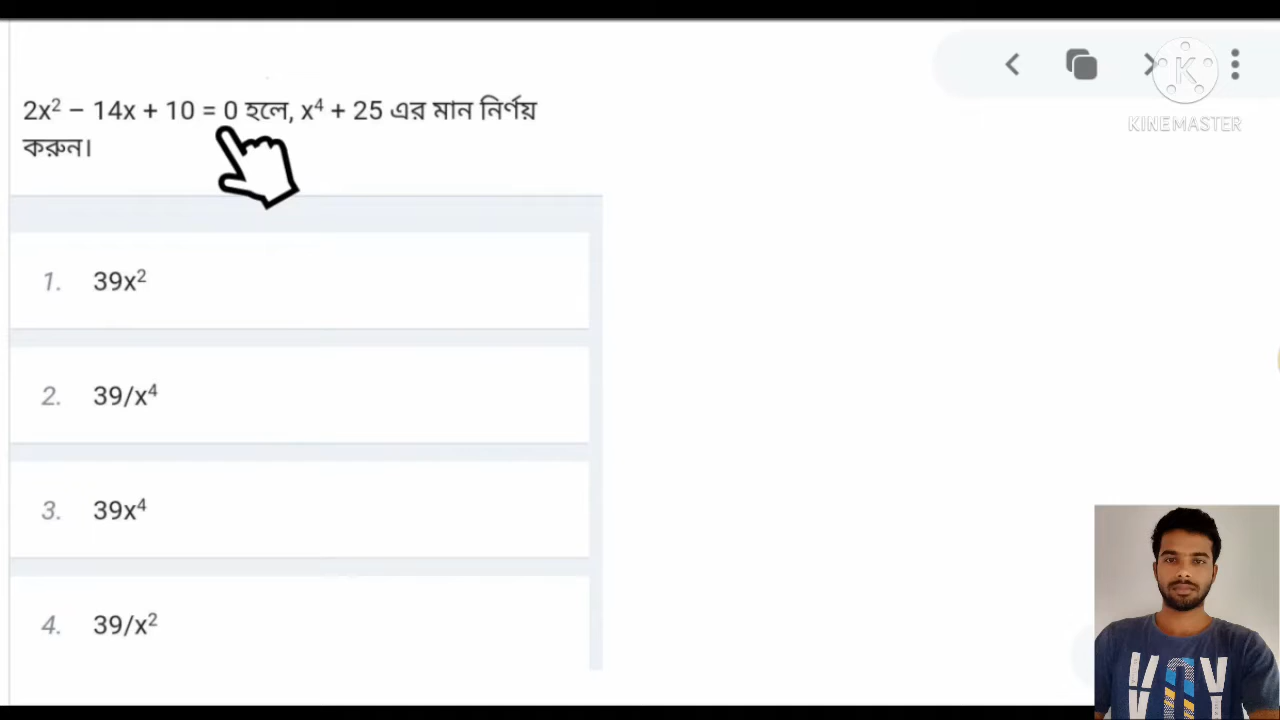 2x² − 14x + 10 = 0 হলে, x⁴ + 25 এর মান নির্ণয়
করুন।
1. 39x²
2. 39/x⁴
3. 39x⁴
4. 39/x²
K
KINEMASTER